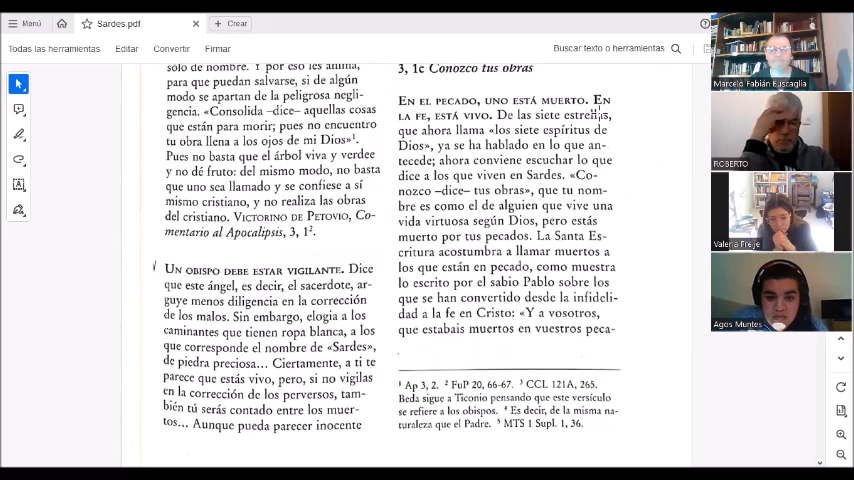 Menú
Sardes.pdf
Crear
Todas las herramientas
Editar
Convertir
Firmar
Buscar texto o herramientas
solo de nombre. Y por eso les anima,
para que puedan salvarse, si de algún
modo se apartan de la peligrosa negli-
gencia. «Consolida –dice– aquellas cosas
que están para morir; pues no encuentro
tu obra llena a los ojos de mi Dios»¹.
Pues no basta que el árbol viva y verdee
y no dé fruto: del mismo modo, no basta
que uno sea llamado y se confiese a sí
mismo cristiano, y no realiza las obras
del cristiano. VICTORINO DE PETOVIO, Co-
mentario al Apocalipsis, 3, 1².
UN OBISPO DEBE ESTAR VIGILANTE. Dice
que este ángel, es decir, el sacerdote, ar-
guye menos diligencia en la corrección
de los malos. Sin embargo, elogia a los
caminantes que tienen ropa blanca, a los
que corresponde el nombre de «Sardes»,
de piedra preciosa... Ciertamente, a ti te
parece que estás vivo, pero, si no vigilas
en la corrección de los perversos, tam-
bién tú serás contado entre los muer-
tos... Aunque pueda parecer inocente
3, 1c Conozco tus obras
EN EL PECADO, UNO ESTÁ MUERTO. EN
LA FE, ESTÁ VIVO. De las siete estrellas,
que ahora llama «los siete espíritus de
Dios», ya se ha hablado en lo que an-
tecede; ahora conviene escuchar lo que
dice a los que viven en Sardes. «Co-
nozco –dice– tus obras», que tu nom-
bre es como el de alguien que vive una
vida virtuosa según Dios, pero estás
muerto por tus pecados. La Santa Es-
critura acostumbra a llamar muertos a
los que están en pecado, como muestra
lo escrito por el sabio Pablo sobre los
que se han convertido desde la infideli-
dad a la fe en Cristo: «Y a vosotros,
que estabais muertos en vuestros peca-
¹ Ap 3, 2. ² FuP 20, 66-67. ³ CCL 121A, 265.
Beda sigue a Ticonio pensando que este versículo
se refiere a los obispos. ⁴ Es decir, de la misma na-
turaleza que el Padre. ⁵ MTS 1 Supl. 1, 36.
Marcelo Fabián Buscaglia
ROBERTO
Valeria Freije
Agos Muntes